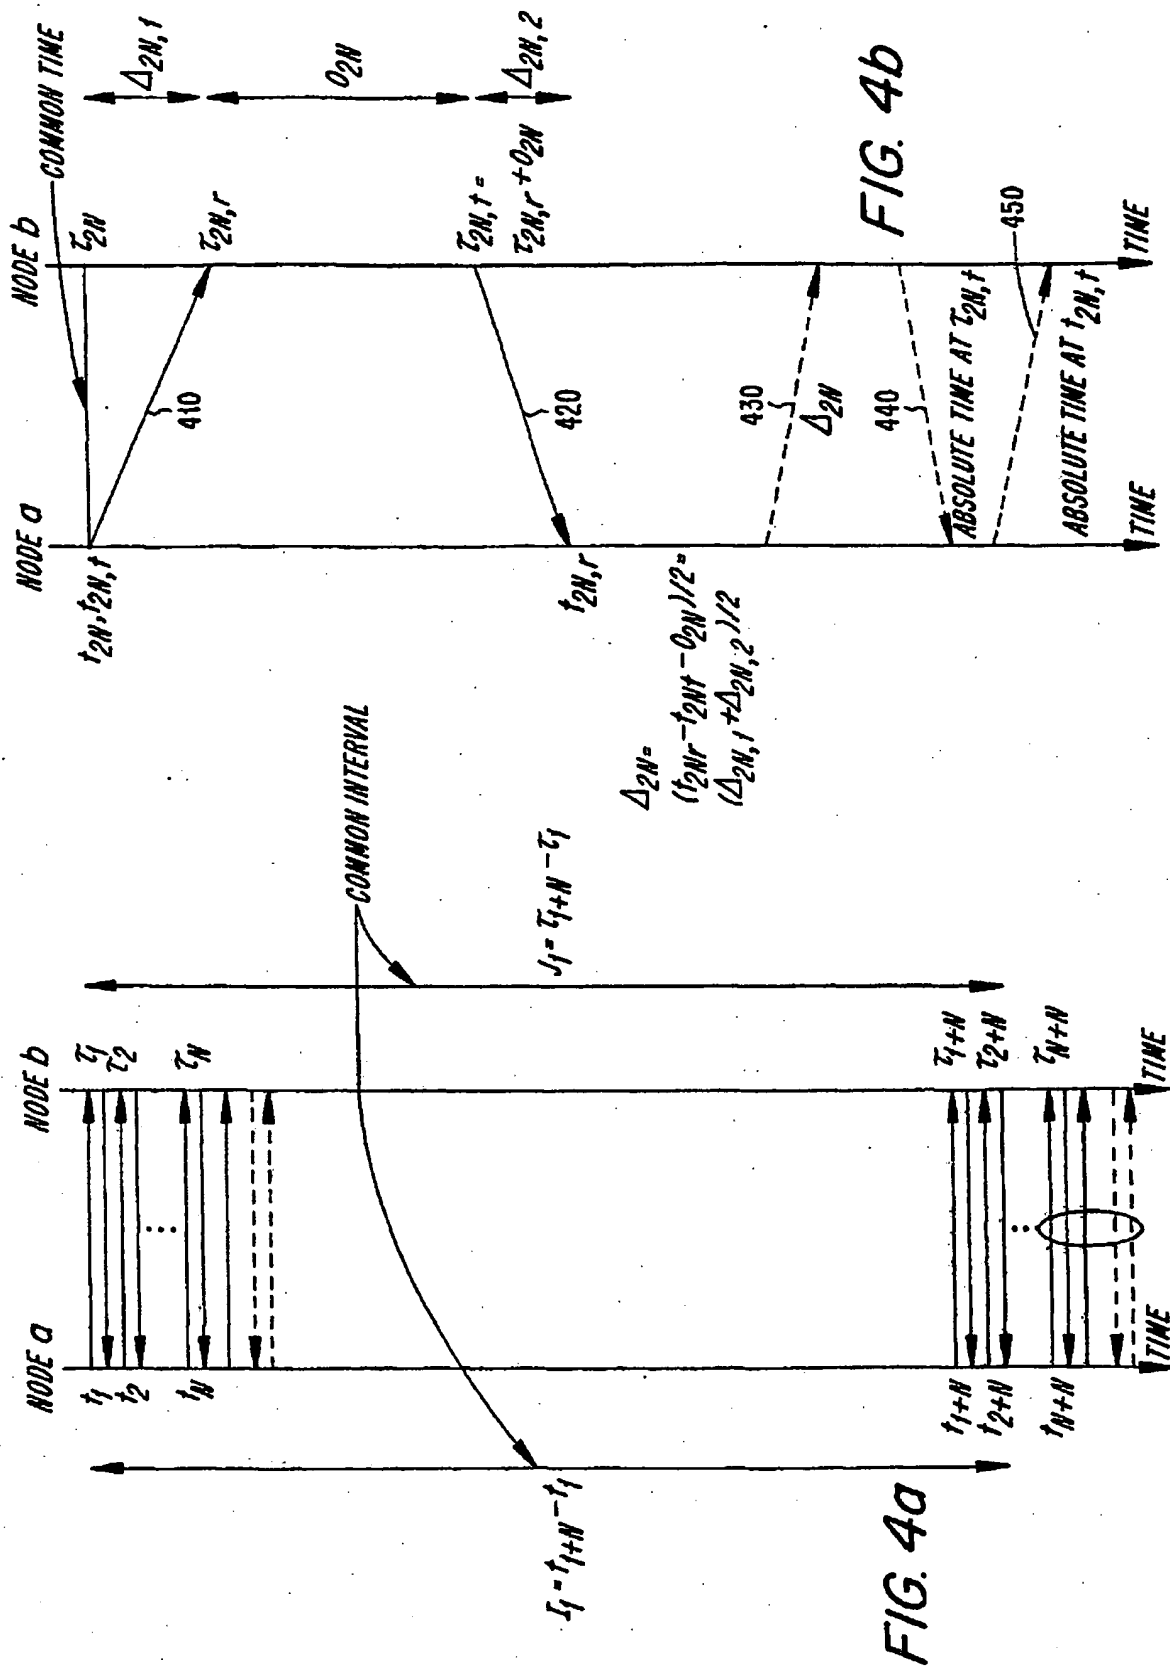 NODE a
NODE b
t1
t2
tN
τ1
τ2
τN
COMMON INTERVAL
I1 = t1+N − t1
J1 = τ1+N − τ1
t1+N
t2+N
tN+N
τ1+N
τ2+N
τN+N
TIME
TIME
FIG. 4a
NODE a
NODE b
COMMON TIME
t2N, t2N,t
τ2N
Δ2N,1
410
τ2N,r
O2N
τ2N,t =
τ2N,r + O2N
Δ2N,2
420
t2N,r
Δ2N =
(t2Nr − t2Nt − O2N)/2 =
(Δ2N,1 + Δ2N,2)/2
430
Δ2N
440
ABSOLUTE TIME AT τ2N,t
450
ABSOLUTE TIME AT t2N,t
TIME
TIME
FIG. 4b